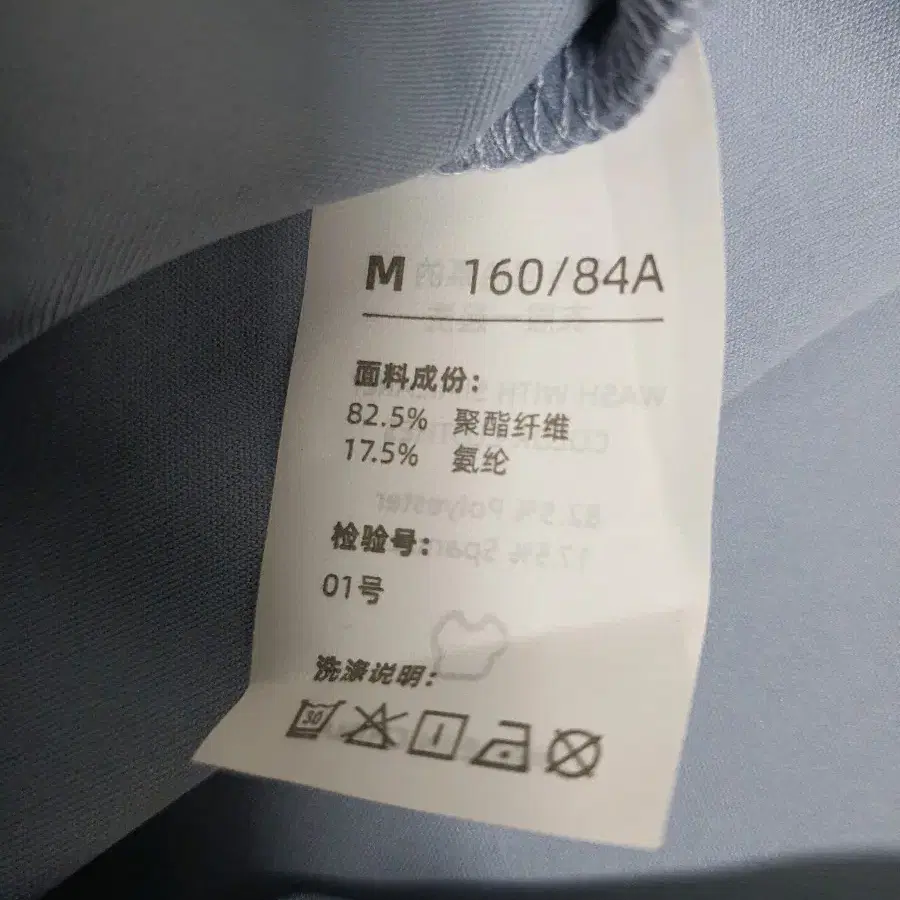 M 160/84A
面料成份：
82.5% 聚酯纤维
17.5% 氨纶
检验号：
01号
洗涤说明：
30